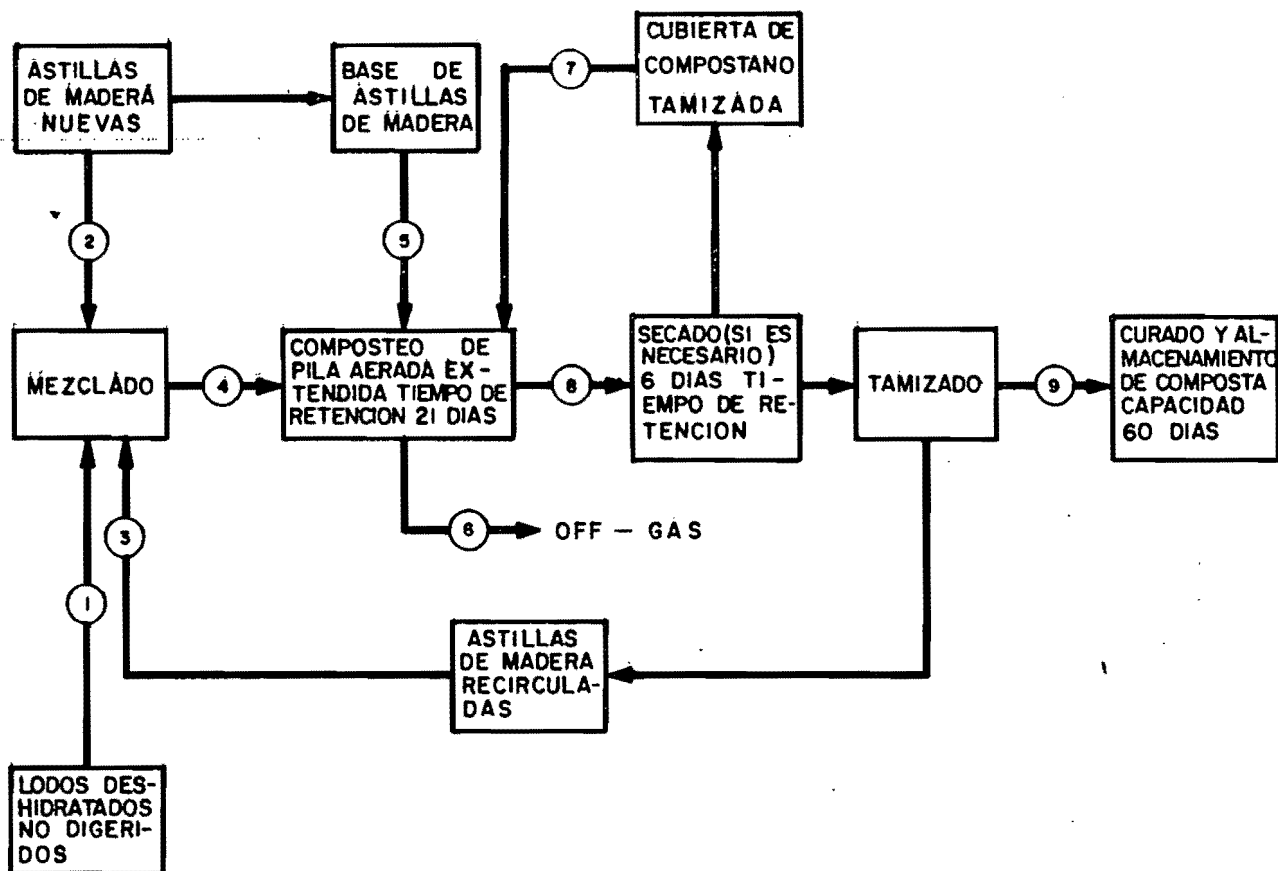 ASTILLAS
DE MADERA
NUEVAS
BASE DE
ASTILLAS
DE MADERA
7
CUBIERTA DE
COMPOSTANO
TAMIZADA
2
5
MEZCLADO
4
COMPOSTEO DE
PILA AERADA EX-
TENDIDA TIEMPO DE
RETENCION 21 DIAS
8
SECADO (SI ES
NECESARIO)
6 DIAS TI-
EMPO DE RE-
TENCION
TAMIZADO
9
CURADO Y AL-
MACENAMIENTO
DE COMPOSTA
CAPACIDAD
60 DIAS
3
6
OFF - GAS
1
ASTILLAS
DE MADERA
RECIRCULA-
DAS
LODOS DES-
HIDRATADOS
NO DIGERI-
DOS